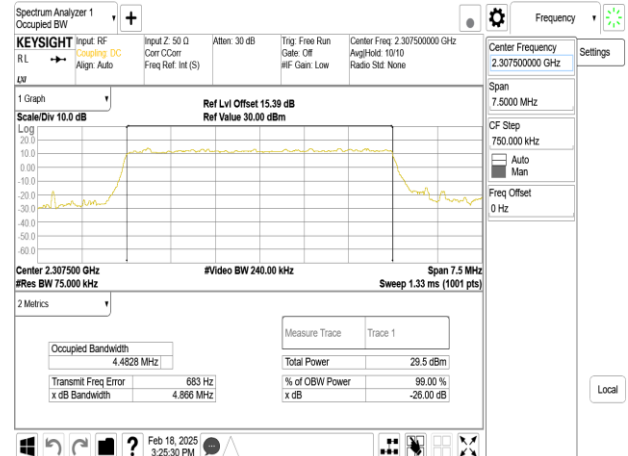 Spectrum Analyzer 1
Occupied BW
Frequency
KEYSIGHT
RL
LXI
Input: RF
Coupling: DC
Align: Auto
Input Z: 50 Ω
Corr CCorr
Freq Ref: Int (S)
Atten: 30 dB
Trig: Free Run
Gate: Off
#IF Gain: Low
Center Freq: 2.307500000 GHz
Avg|Hold: 10/10
Radio Std: None
Center Frequency
2.307500000 GHz
Settings
Span
7.5000 MHz
CF Step
750.000 kHz
Auto
Man
Freq Offset
0 Hz
Local
1 Graph
Scale/Div 10.0 dB
Ref Lvl Offset 15.39 dB
Ref Value 30.00 dBm
Log
20.0
10.0
0.00
-10.0
-20.0
-30.0
-40.0
-50.0
-60.0
Center 2.307500 GHz
#Video BW 240.00 kHz
Span 7.5 MHz
#Res BW 75.000 kHz
Sweep 1.33 ms (1001 pts)
2 Metrics
Measure Trace
Trace 1
Occupied Bandwidth
4.4828 MHz
Total Power
29.5 dBm
Transmit Freq Error
683 Hz
% of OBW Power
99.00 %
x dB Bandwidth
4.866 MHz
x dB
-26.00 dB
?
Feb 18, 2025
3:25:30 PM